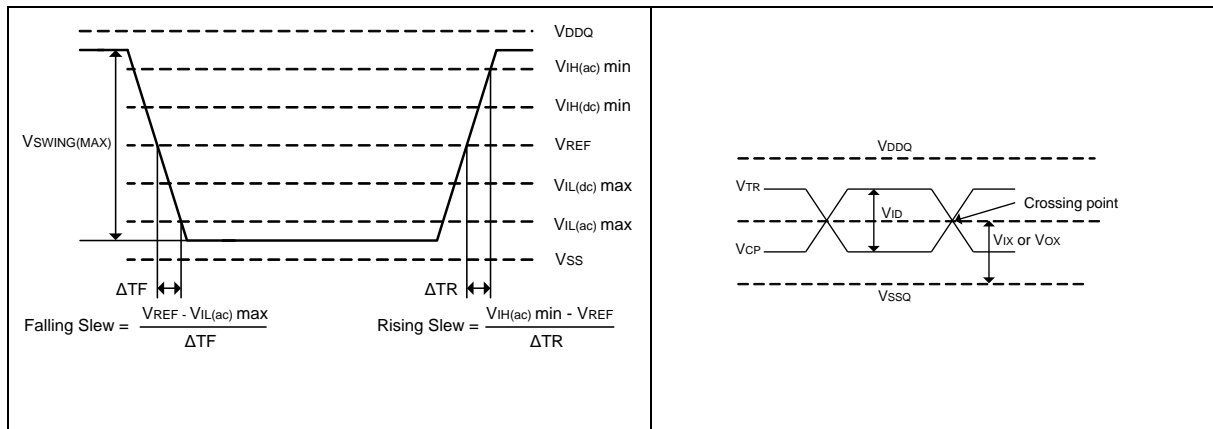 VDDQ
VIH(ac) min
VIH(dc) min
VSWING(MAX)
VREF
VIL(dc) max
VIL(ac) max
VSS
ΔTF
ΔTR
Falling Slew = VREF - VIL(ac) max
ΔTF
Rising Slew = VIH(ac) min - VREF
ΔTR
VDDQ
VTR
VID
Crossing point
VIX or VOX
VCP
VSSQ